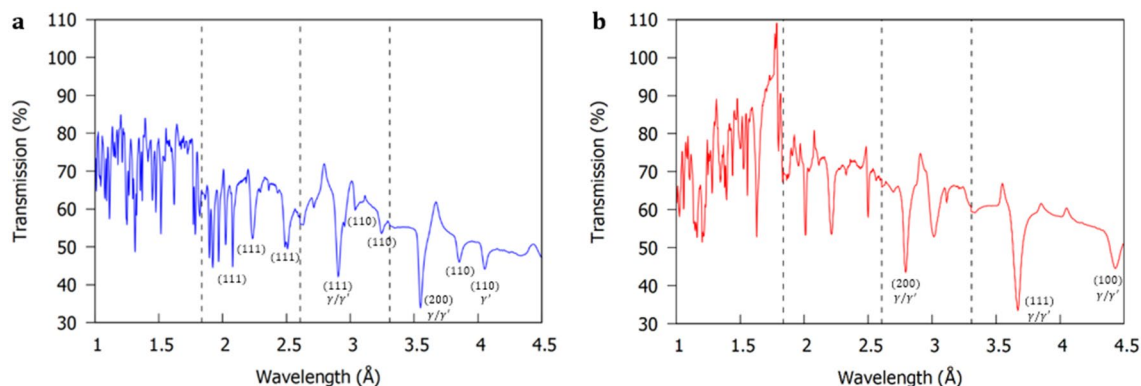 a
110
100
90
80
70
60
50
40
30
Transmission (%)
(111)
(111)
(111)
(111)
γ/γ′
(110)
(110)
(200)
γ/γ′
(110)
(110)
γ′
1 1.5 2 2.5 3 3.5 4 4.5
Wavelength (Å)
b
110
100
90
80
70
60
50
40
30
Transmission (%)
(200)
γ/γ′
(111)
γ/γ′
(100)
γ/γ′
1 1.5 2 2.5 3 3.5 4 4.5
Wavelength (Å)